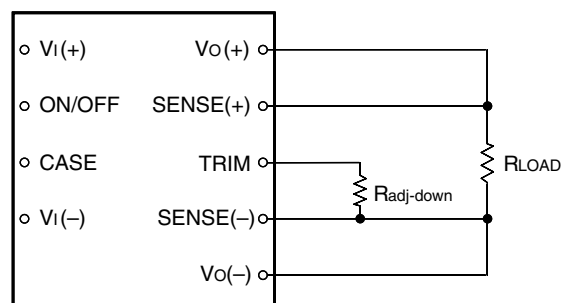 VI(+)
VO(+)
ON/OFF
SENSE(+)
CASE
TRIM
RLOAD
Radj-down
VI(–)
SENSE(–)
VO(–)